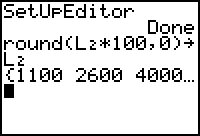 SetUpEditor
Done
round(L₂*100,0)→
L₂
{1100 2600 4000…